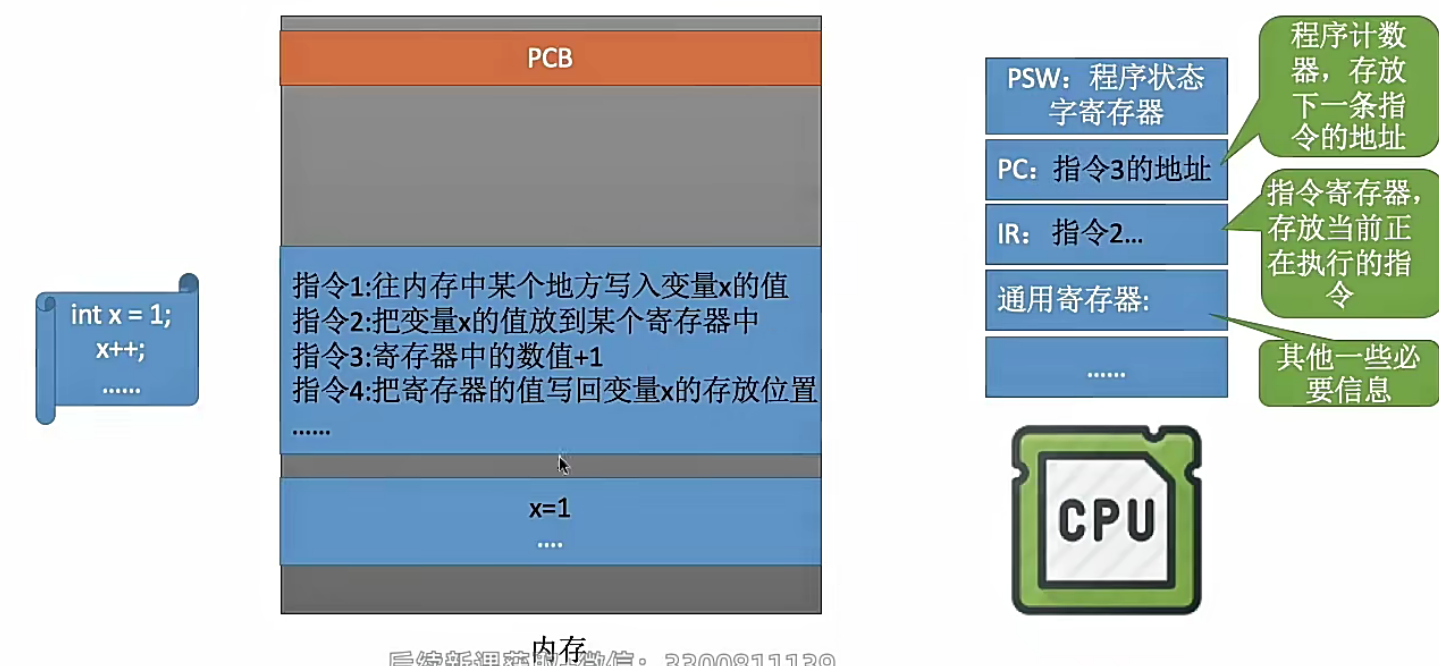 PCB
int x = 1;
x++;
......
指令1:往内存中某个地方写入变量x的值
指令2:把变量x的值放到某个寄存器中
指令3:寄存器中的数值+1
指令4:把寄存器的值写回变量x的存放位置
......
x=1
....
内存
PSW：程序状态
字寄存器
PC：指令3的地址
IR： 指令2...
通用寄存器:
......
程序计数
器，存放
下一条指
令的地址
指令寄存器，
存放当前正
在执行的指
令
其他一些必
要信息
CPU